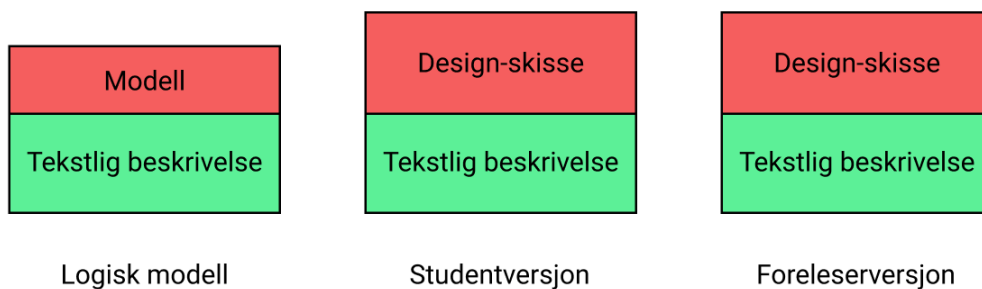 Modell
Design-skisse
Design-skisse
Tekstlig beskrivelse
Tekstlig beskrivelse
Tekstlig beskrivelse
Logisk modell
Studentversjon
Foreleserversjon